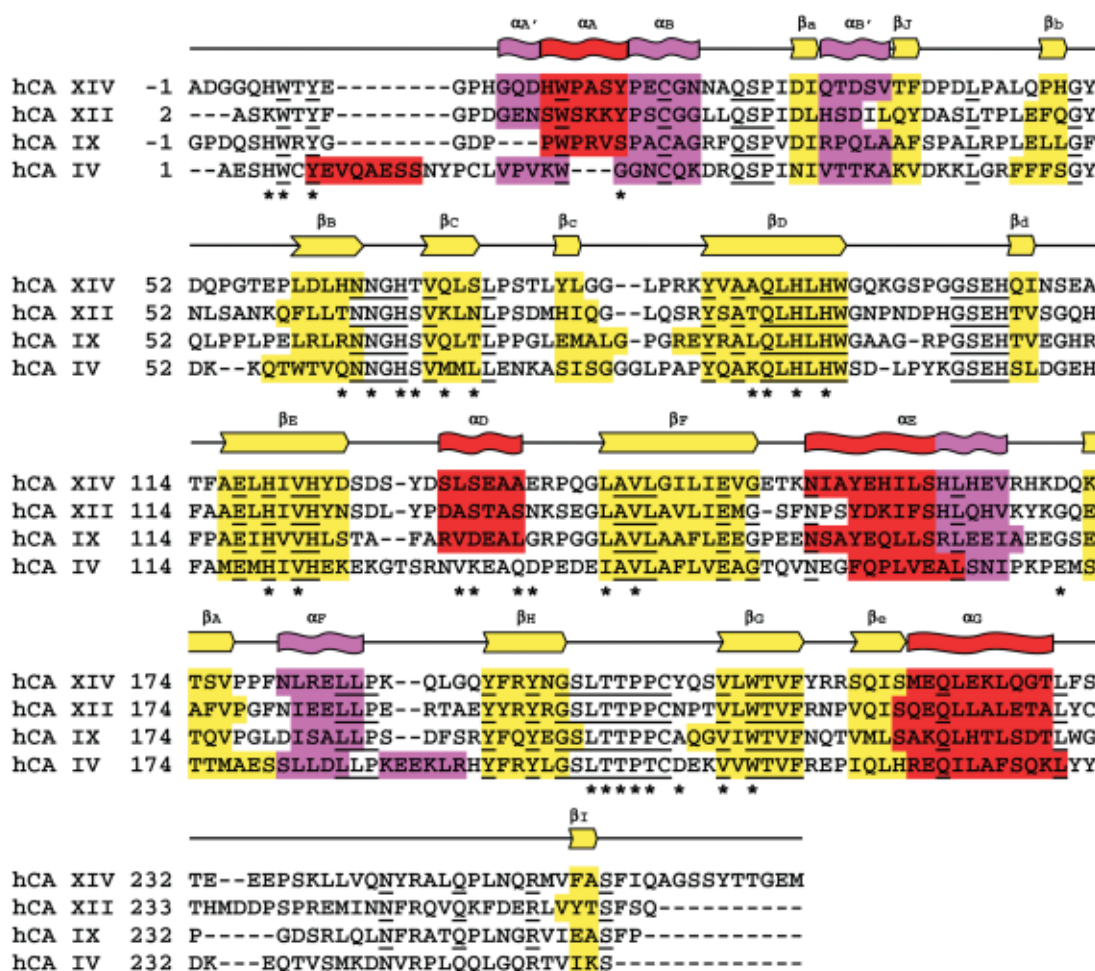 αA' αA αB βa αB' βJ βb
hCA XIV -1 ADGGQHWTYE--------GPHGQDHWPASYPECGNNAQSPIDIQTDSVTFDPDLPALQPHGY
hCA XII 2 ---ASKWTYF--------GPDGENSWSKKYPSCGGLLQSPIDLHSDILQYDASLTPLEFQGY
hCA IX -1 GPDQSHWRYG--------GDP---PWPRVSPACAGRFQSPVDIRPQLAAFSPALRPLELLGF
hCA IV 1 ---AESHWCYEVQAESSNYPCLVPVKW---GGNCQKDRQSPINIVTTKAKVDKKLGRFFFSGY
** * *
βB βC βc βD βd
hCA XIV 52 DQPGTEPLDLHNNGHTVQLSLPSTLYLGG--LPRKYVAAQLHLHWGQKGSPGGSEHQINSEA
hCA XII 52 NLSANKQFLLTNNGHSVKLNLPSDMHIQG--LQSRYSATQLHLHWGNPNDPHGSEHTVSGQH
hCA IX 52 QLPPLPELRLRNNGHSVQLTLPPGLEMALG-PGREYRALQLHLHWGAAG-RPGSEHTVEGHR
hCA IV 52 DK--KQTWTVQNNGHSVMMLLENKASISGGGLPAPYQAKQLHLHWSD-LPYKGSEHSLDGEH
* * ** * * ** * *
βE αD βF αE
hCA XIV 114 TFAELHIVHYDSDS-YDSLSEAAERPQGLAVLGILIEVGETKNIAYEHILSHLHEVRHKDQK
hCA XII 114 FAAELHIVHYNSDL-YPDASTASNKSEGLAVLAVLIEMG-SFNPSYDKIFSHLQHVKYKGQE
hCA IX 114 FPAEIHVVHLSTA-FARVDEALGRPGGLAVLAAFLEEGPEENSAYEQLLSRLEEIAEEGSE
hCA IV 114 FAMEMHIVHEKEKGTSRNVKEAQDPEDEIAVLAFLVEAGTQVNEGFQPLVEALSNIPKPEMS
* * ** ** * * *
βA αF βH βG βe αG
hCA XIV 174 TSVPPFNLRELLPK--QLGQYFRYNGSLTTPPCYQSVLWTVFYRRSQISMEQLEKLQGTLFS
hCA XII 174 AFVPGFNIEELLPE--RTAEYYRYRGSLTTPPCNPTVLWTVFRNPVQISQEQLLALETALYC
hCA IX 174 TQVPGLDISALLPS--DFSRYFQYEGSLTTPPCAQGVIWTVFNQTVMLSAKQLHTLSDTLWG
hCA IV 174 TTMAESSLLDLLPKEEKLRHYFRYLGSLTTPTCDEKVVWTVFREPIQLHREQILAFSQKLYY
***** * * *
βI
hCA XIV 232 TE--EEPSKLLVQNYRALQPLNQRMVFASFIQAGSSYTTGEM
hCA XII 233 THMDDPSPREMINNFRQVQKFDERLVYTSFSQ----------
hCA IX 232 P----GDSRLQLNFRATQPLNGRVIEASFP------------
hCA IV 232 DK---EQTVSMKDNVRPLQQLGQRTVIKS-------------